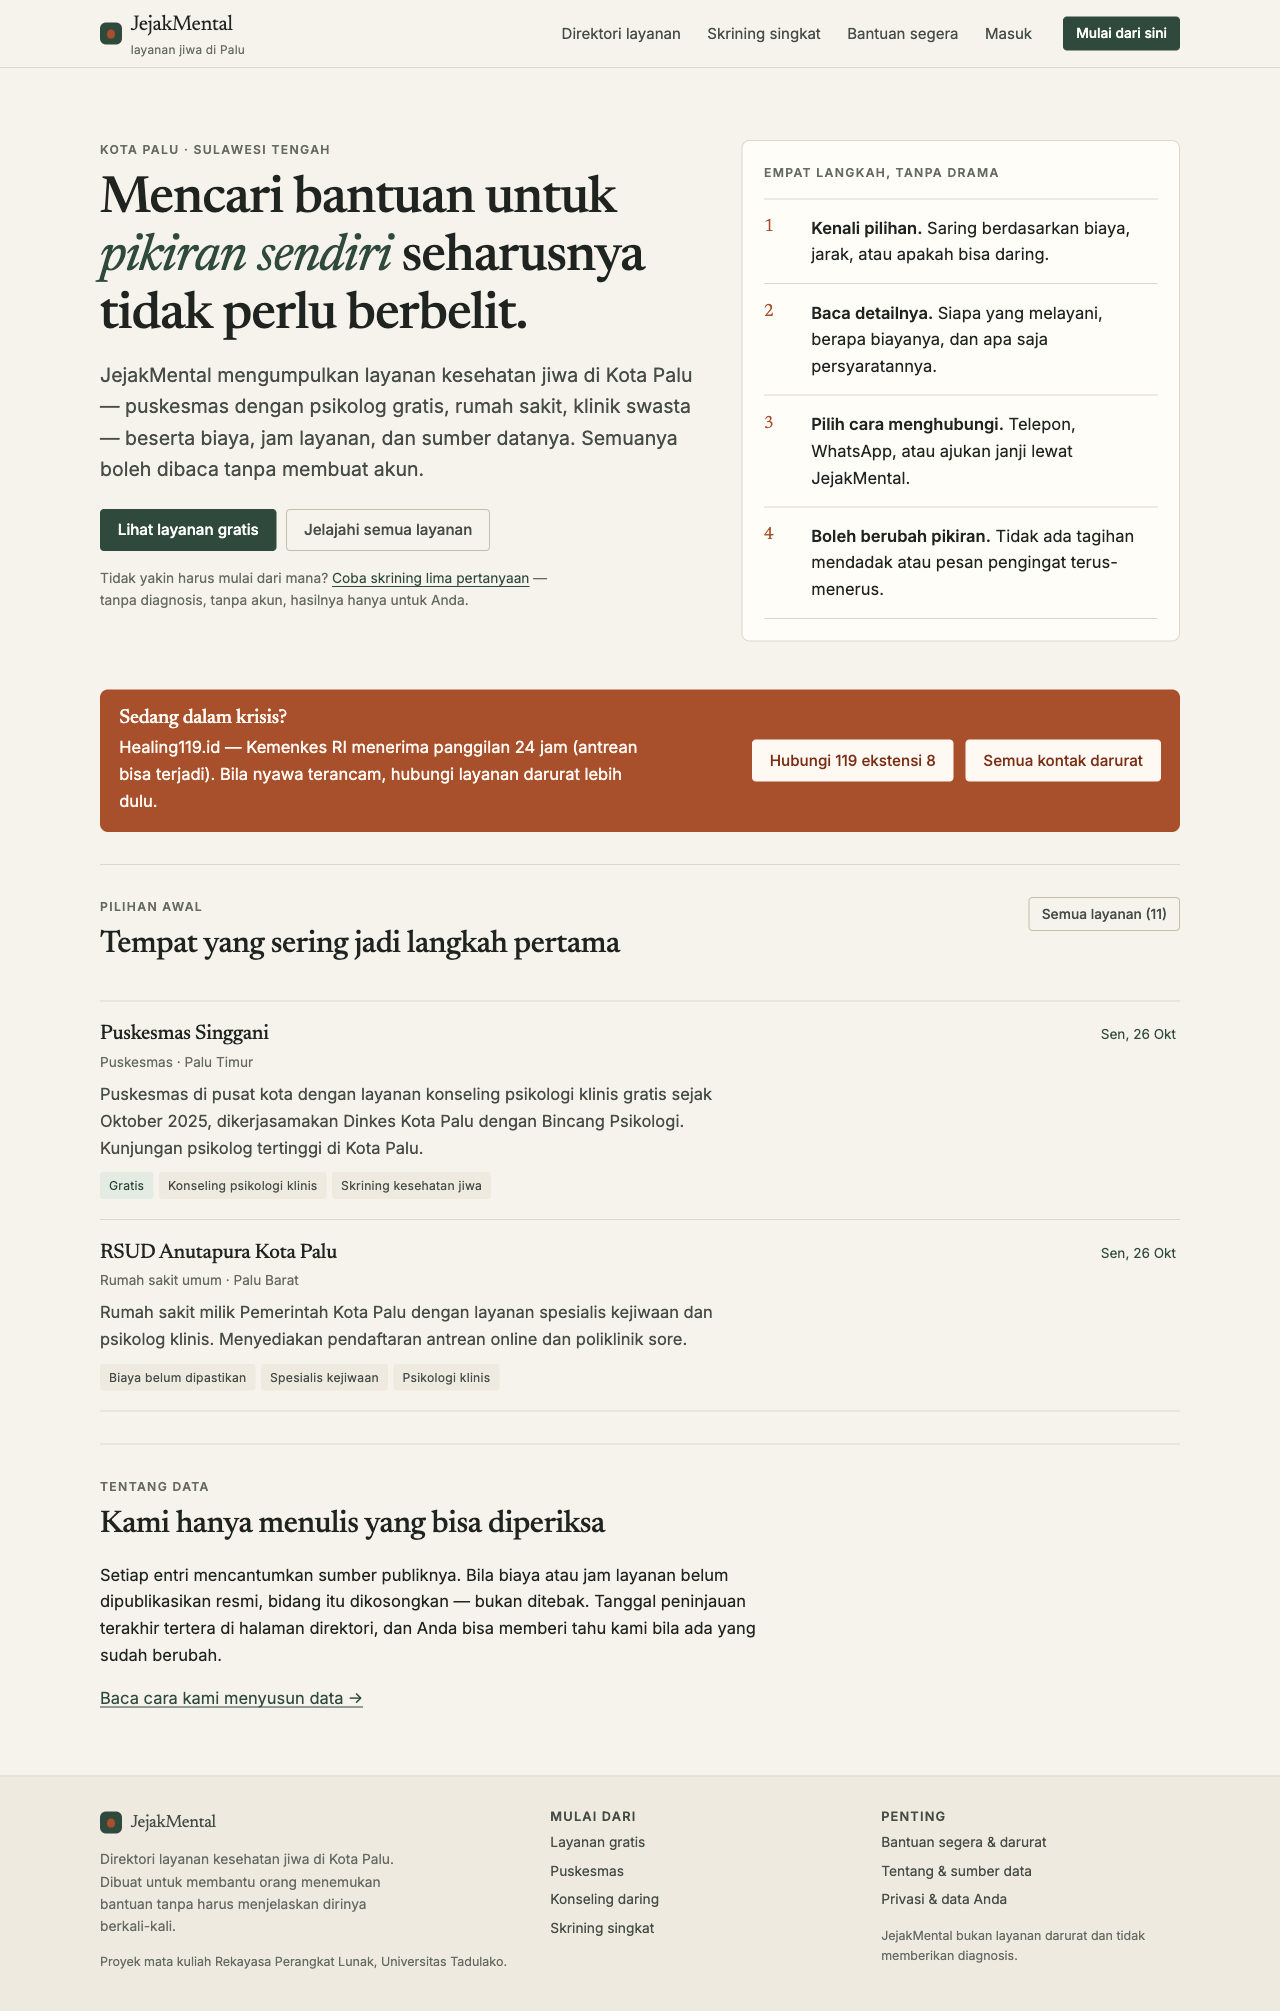 JejakMental
layanan jiwa di Palu
Direktori layanan
Skrining singkat
Bantuan segera
Masuk
Mulai dari sini
KOTA PALU · SULAWESI TENGAH
Mencari bantuan untuk
pikiran sendiri seharusnya
tidak perlu berbelit.
JejakMental mengumpulkan layanan kesehatan jiwa di Kota Palu
— puskesmas dengan psikolog gratis, rumah sakit, klinik swasta
— beserta biaya, jam layanan, dan sumber datanya. Semuanya
boleh dibaca tanpa membuat akun.
Lihat layanan gratis
Jelajahi semua layanan
Tidak yakin harus mulai dari mana? Coba skrining lima pertanyaan —
tanpa diagnosis, tanpa akun, hasilnya hanya untuk Anda.
EMPAT LANGKAH, TANPA DRAMA
1
Kenali pilihan. Saring berdasarkan biaya,
jarak, atau apakah bisa daring.
2
Baca detailnya. Siapa yang melayani,
berapa biayanya, dan apa saja
persyaratannya.
3
Pilih cara menghubungi. Telepon,
WhatsApp, atau ajukan janji lewat
JejakMental.
4
Boleh berubah pikiran. Tidak ada tagihan
mendadak atau pesan pengingat terus-
menerus.
Sedang dalam krisis?
Healing119.id — Kemenkes RI menerima panggilan 24 jam (antrean
bisa terjadi). Bila nyawa terancam, hubungi layanan darurat lebih
dulu.
Hubungi 119 ekstensi 8
Semua kontak darurat
PILIHAN AWAL
Tempat yang sering jadi langkah pertama
Semua layanan (11)
Puskesmas Singgani
Sen, 26 Okt
Puskesmas · Palu Timur
Puskesmas di pusat kota dengan layanan konseling psikologi klinis gratis sejak
Oktober 2025, dikerjasamakan Dinkes Kota Palu dengan Bincang Psikologi.
Kunjungan psikolog tertinggi di Kota Palu.
Gratis
Konseling psikologi klinis
Skrining kesehatan jiwa
RSUD Anutapura Kota Palu
Sen, 26 Okt
Rumah sakit umum · Palu Barat
Rumah sakit milik Pemerintah Kota Palu dengan layanan spesialis kejiwaan dan
psikolog klinis. Menyediakan pendaftaran antrean online dan poliklinik sore.
Biaya belum dipastikan
Spesialis kejiwaan
Psikologi klinis
TENTANG DATA
Kami hanya menulis yang bisa diperiksa
Setiap entri mencantumkan sumber publiknya. Bila biaya atau jam layanan belum
dipublikasikan resmi, bidang itu dikosongkan — bukan ditebak. Tanggal peninjauan
terakhir tertera di halaman direktori, dan Anda bisa memberi tahu kami bila ada yang
sudah berubah.
Baca cara kami menyusun data →
JejakMental
Direktori layanan kesehatan jiwa di Kota Palu.
Dibuat untuk membantu orang menemukan
bantuan tanpa harus menjelaskan dirinya
berkali-kali.
Proyek mata kuliah Rekayasa Perangkat Lunak, Universitas Tadulako.
MULAI DARI
Layanan gratis
Puskesmas
Konseling daring
Skrining singkat
PENTING
Bantuan segera & darurat
Tentang & sumber data
Privasi & data Anda
JejakMental bukan layanan darurat dan tidak
memberikan diagnosis.